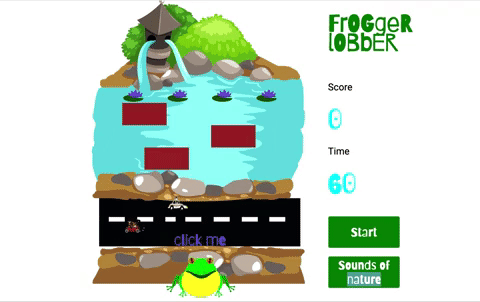 FROGGER
LOBBER
Score
0
Time
60
click me
Start
Sounds of
nature